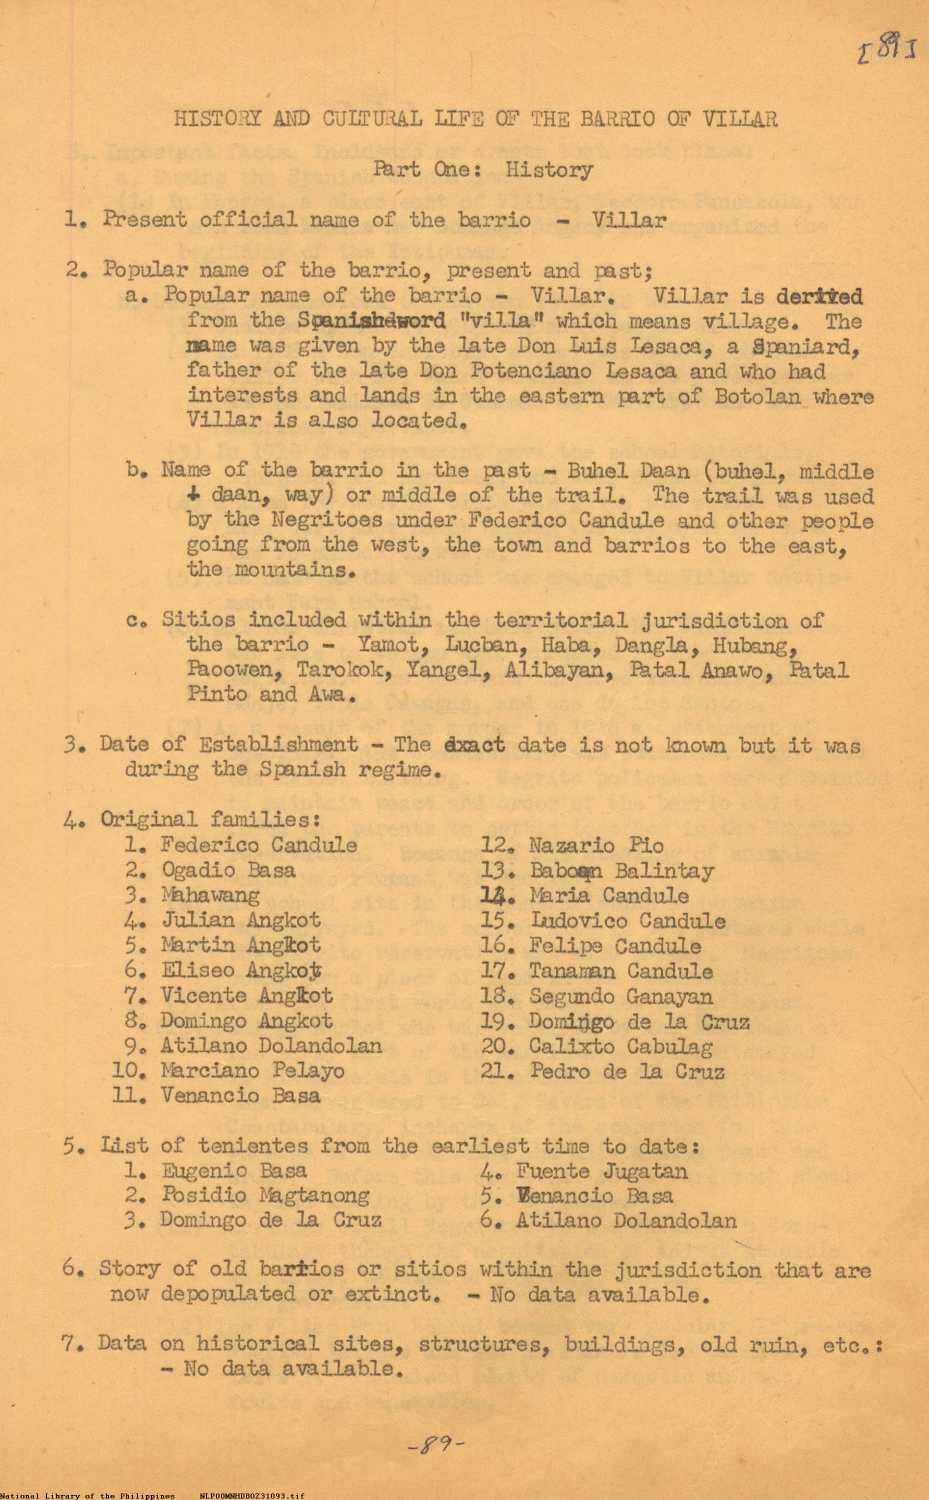 [89]
HISTORY AND CULTURAL LIFE OF THE BARRIO OF VILLAR
Part One: History
1. Present official name of the barrio - Villar
2. Popular name of the barrio, present and past;
a. Popular name of the barrio - Villar. Villar is derived
from the Spanish word "villa" which means village. The
name was given by the late Don Luis Lesaca, a Spaniard,
father of the late Don Potenciano Lesaca and who had
interests and lands in the eastern part of Botolan where
Villar is also located.
b. Name of the barrio in the past - Buhel Daan (buhel, middle
+ daan, way) or middle of the trail. The trail was used
by the Negritoes under Federico Candule and other people
going from the west, the town and barrios to the east,
the mountains.
c. Sitios included within the territorial jurisdiction of
the barrio - Yamot, Lucban, Haba, Dangla, Hubang,
Paoowen, Tarokok, Yangel, Alibayan, Patal Anawo, Patal
Pinto and Awa.
3. Date of Establishment - The exact date is not known but it was
during the Spanish regime.
4. Original families:
1. Federico Candule
2. Ogadio Basa
3. Mahawang
4. Julian Angkot
5. Martin Angkot
6. Eliseo Angkot
7. Vicente Angkot
8. Domingo Angkot
9. Atilano Dolandolan
10. Marciano Pelayo
11. Venancio Basa
12. Nazario Pio
13. Balintay
14. Maria Candule
15. Ludovico Candule
16. Felipe Candule
17. Tanaman Candule
18. Segundo Ganayan
19. Domingo de la Cruz
20. Calixto Cabulag
21. Pedro de la Cruz
5. List of tenientes from the earliest time to date:
1. Eugenio Basa
2. Posidio Magtanong
3. Domingo de la Cruz
4. Fuente Jugatan
5. Venancio Basa
6. Atilano Dolandolan
6. Story of old barrios or sitios within the jurisdiction that are
now depopulated or extinct. - No data available.
7. Data on historical sites, structures, buildings, old ruin, etc.:
- No data available.
-89-
National Library of the Philippines NLPOOMNHDB0Z31093.tif